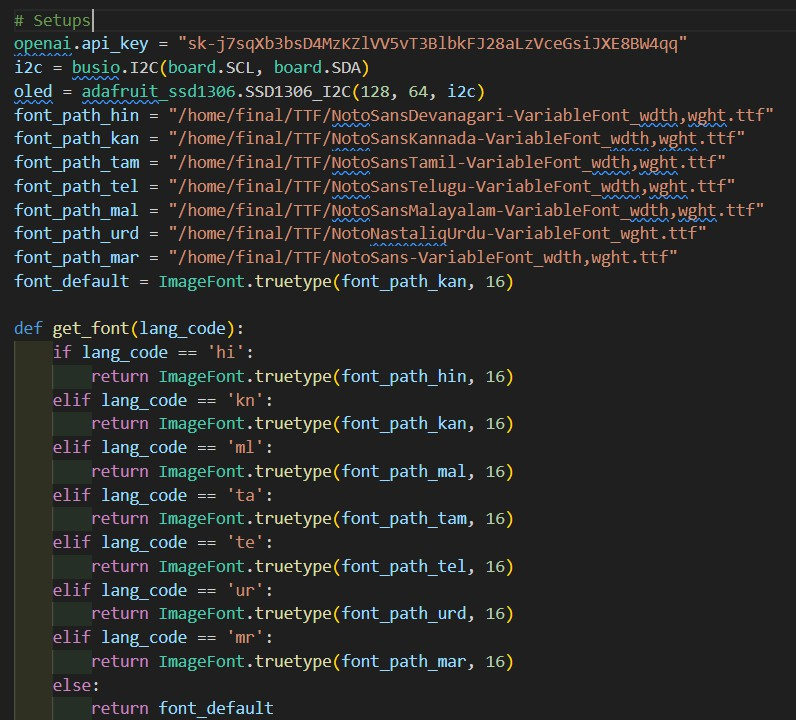 # Setups
openai.api_key = "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"
i2c = busio.I2C(board.SCL, board.SDA)
oled = adafruit_ssd1306.SSD1306_I2C(128, 64, i2c)
font_path_hin = "/home/final/TTF/NotoSansDevanagari-VariableFont_wdth,wght.ttf"
font_path_kan = "/home/final/TTF/NotoSansKannada-VariableFont_wdth,wght.ttf"
font_path_tam = "/home/final/TTF/NotoSansTamil-VariableFont_wdth,wght.ttf"
font_path_tel = "/home/final/TTF/NotoSansTelugu-VariableFont_wdth,wght.ttf"
font_path_mal = "/home/final/TTF/NotoSansMalayalam-VariableFont_wdth,wght.ttf"
font_path_urd = "/home/final/TTF/NotoNastaliqUrdu-VariableFont_wght.ttf"
font_path_mar = "/home/final/TTF/NotoSans-VariableFont_wdth,wght.ttf"
font_default = ImageFont.truetype(font_path_kan, 16)

def get_font(lang_code):
    if lang_code == 'hi':
        return ImageFont.truetype(font_path_hin, 16)
    elif lang_code == 'kn':
        return ImageFont.truetype(font_path_kan, 16)
    elif lang_code == 'ml':
        return ImageFont.truetype(font_path_mal, 16)
    elif lang_code == 'ta':
        return ImageFont.truetype(font_path_tam, 16)
    elif lang_code == 'te':
        return ImageFont.truetype(font_path_tel, 16)
    elif lang_code == 'ur':
        return ImageFont.truetype(font_path_urd, 16)
    elif lang_code == 'mr':
        return ImageFont.truetype(font_path_mar, 16)
    else:
        return font_default